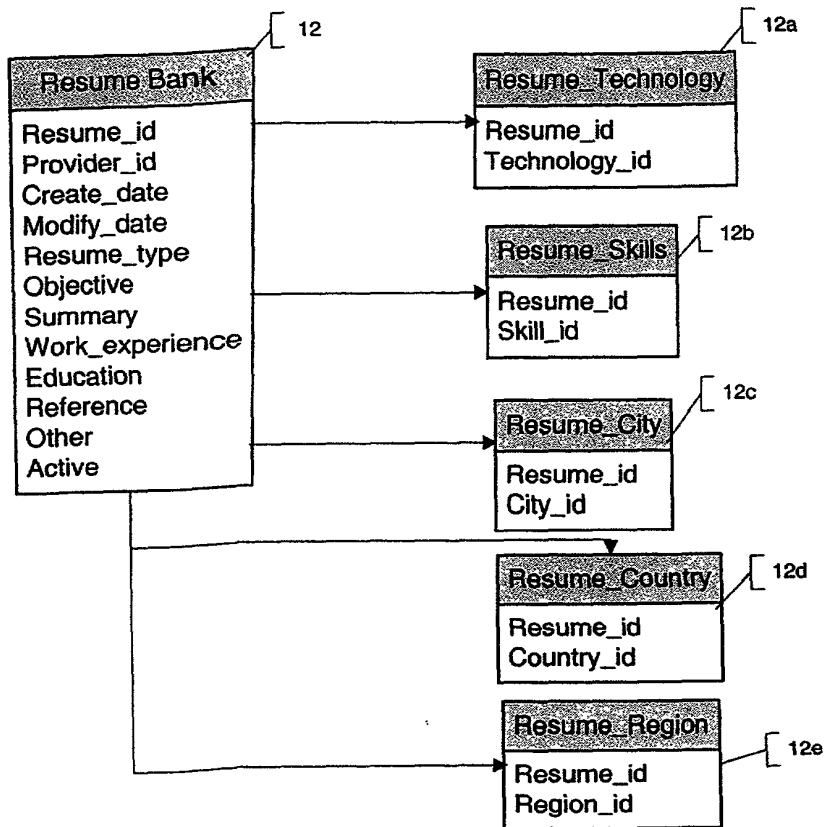 12
Resume Bank
Resume_id
Provider_id
Create_date
Modify_date
Resume_type
Objective
Summary
Work_experience
Education
Reference
Other
Active
12a
Resume_Technology
Resume_id
Technology_id
12b
Resume_Skills
Resume_id
Skill_id
12c
Resume_City
Resume_id
City_id
12d
Resume_Country
Resume_id
Country_id
12e
Resume_Region
Resume_id
Region_id